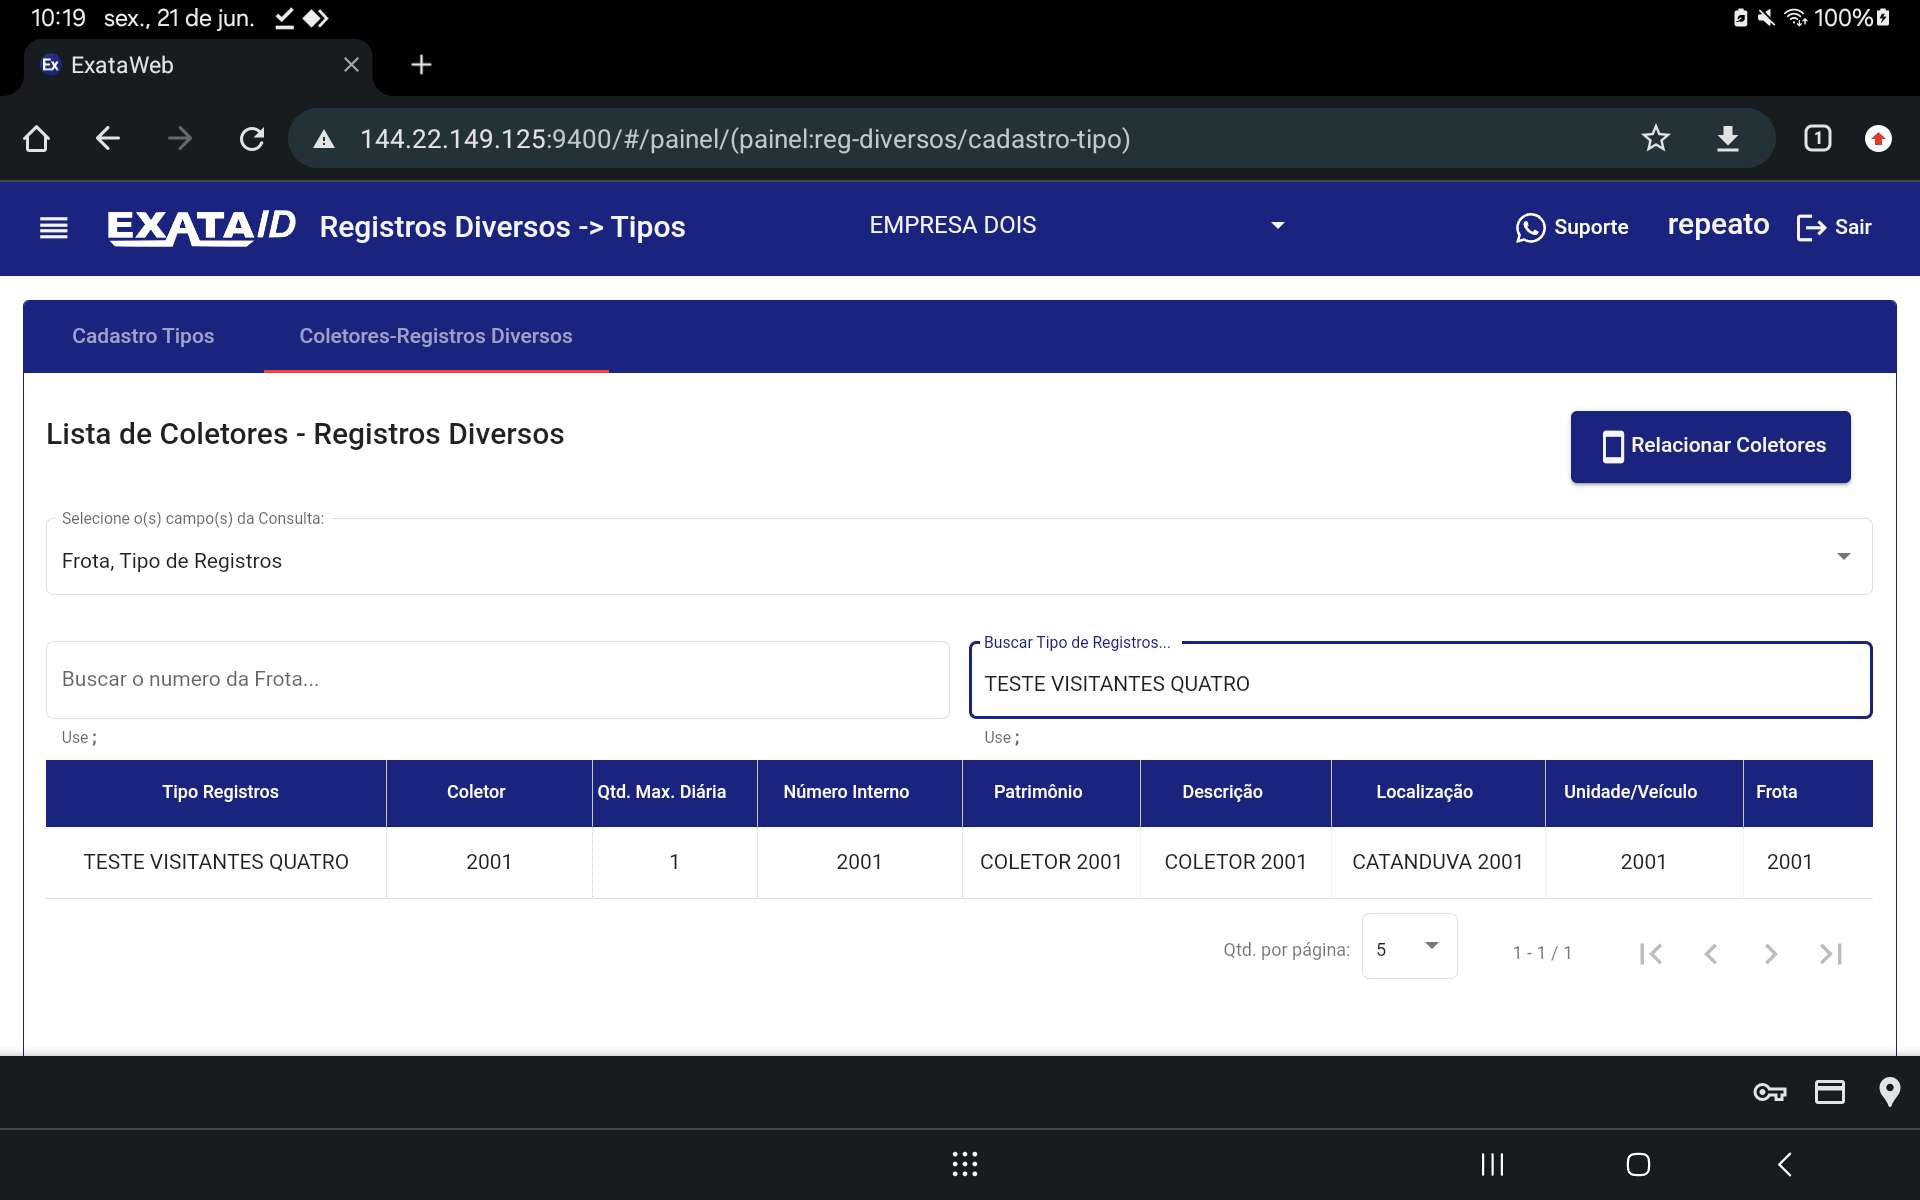 10:19 sex., 21 de jun. 100%
Ex ExataWeb
144.22.149.125:9400/#/painel/(painel:reg-diversos/cadastro-tipo) 1
EXATA/D Registros Diversos -> Tipos EMPRESA DOIS Suporte repeato Sair
Cadastro Tipos Coletores-Registros Diversos
Lista de Coletores - Registros Diversos Relacionar Coletores
Selecione o(s) campo(s) da Consulta:
Frota, Tipo de Registros
Buscar Tipo de Registros...
Buscar o numero da Frota... TESTE VISITANTES QUATRO
Use ; Use ;
Tipo Registros Coletor Qtd. Max. Diária Número Interno Patrimônio Descrição Localização Unidade/Veículo Frota
TESTE VISITANTES QUATRO 2001 1 2001 COLETOR 2001 COLETOR 2001 CATANDUVA 2001 2001 2001
Qtd. por página: 5 1 - 1 / 1